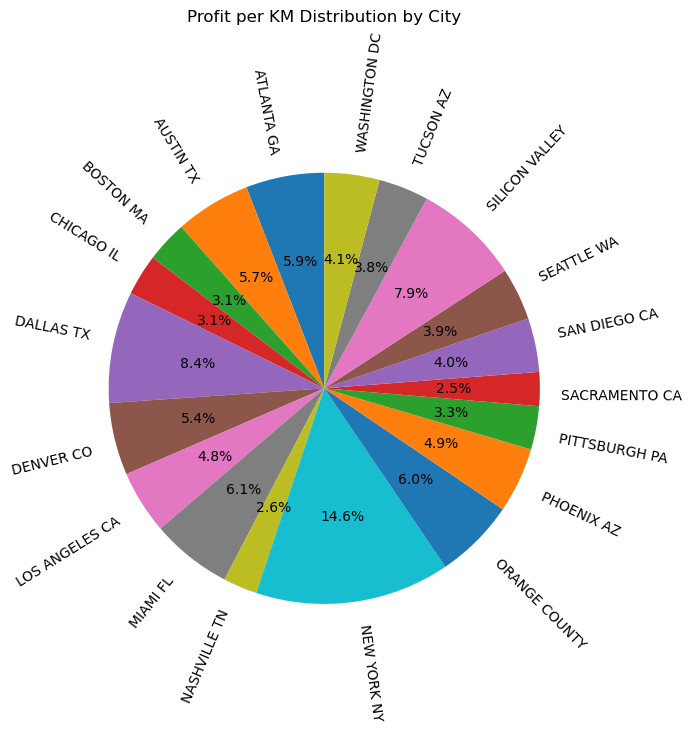 Profit per KM Distribution by City
ATLANTA GA
5.9%
AUSTIN TX
5.7%
BOSTON MA
3.1%
CHICAGO IL
3.1%
DALLAS TX
8.4%
DENVER CO
5.4%
LOS ANGELES CA
4.8%
MIAMI FL
6.1%
NASHVILLE TN
2.6%
NEW YORK NY
14.6%
ORANGE COUNTY
6.0%
PHOENIX AZ
4.9%
PITTSBURGH PA
3.3%
SACRAMENTO CA
2.5%
SAN DIEGO CA
4.0%
SEATTLE WA
3.9%
SILICON VALLEY
7.9%
TUCSON AZ
3.8%
WASHINGTON DC
4.1%